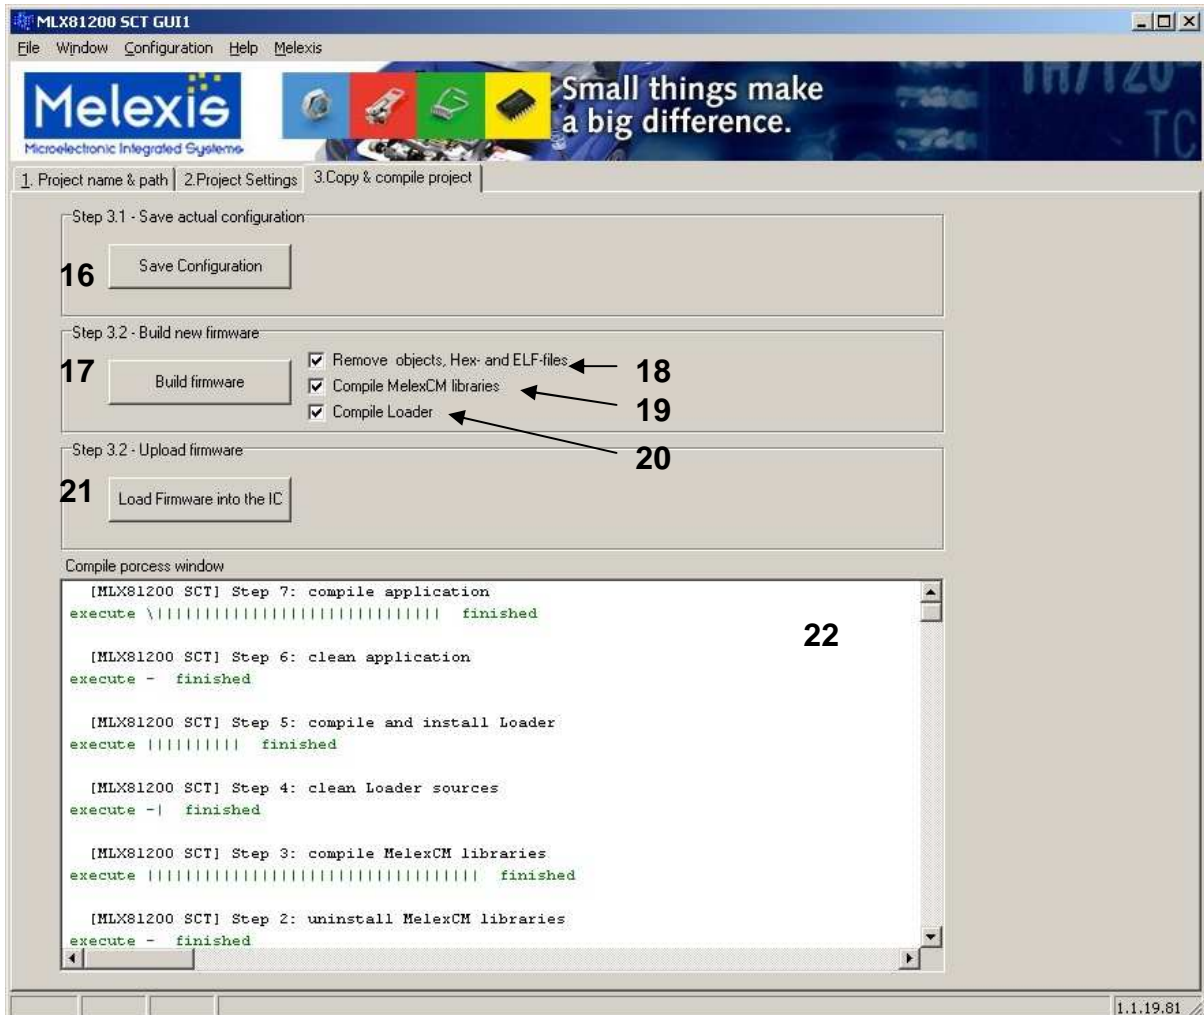 MLX81200 SCT GUI1
File Window Configuration Help Melexis
Melexis
Microelectronic Integrated Systems
Small things make
a big difference.
TH7120
TC
1. Project name & path 2.Project Settings 3.Copy & compile project
Step 3.1 - Save actual configuration
16 Save Configuration
Step 3.2 - Build new firmware
17 Build firmware
Remove objects, Hex- and ELF-files 18
Compile MelexCM libraries 19
Compile Loader 20
Step 3.2 - Upload firmware
21 Load Firmware into the IC
Compile porcess window
[MLX81200 SCT] Step 7: compile application
execute \||||||||||||||||||||||||||||||| finished
22
[MLX81200 SCT] Step 6: clean application
execute - finished
[MLX81200 SCT] Step 5: compile and install Loader
execute |||||||||| finished
[MLX81200 SCT] Step 4: clean Loader sources
execute -| finished
[MLX81200 SCT] Step 3: compile MelexCM libraries
execute |||||||||||||||||||||||||||||||||||| finished
[MLX81200 SCT] Step 2: uninstall MelexCM libraries
execute - finished
1.1.19.81